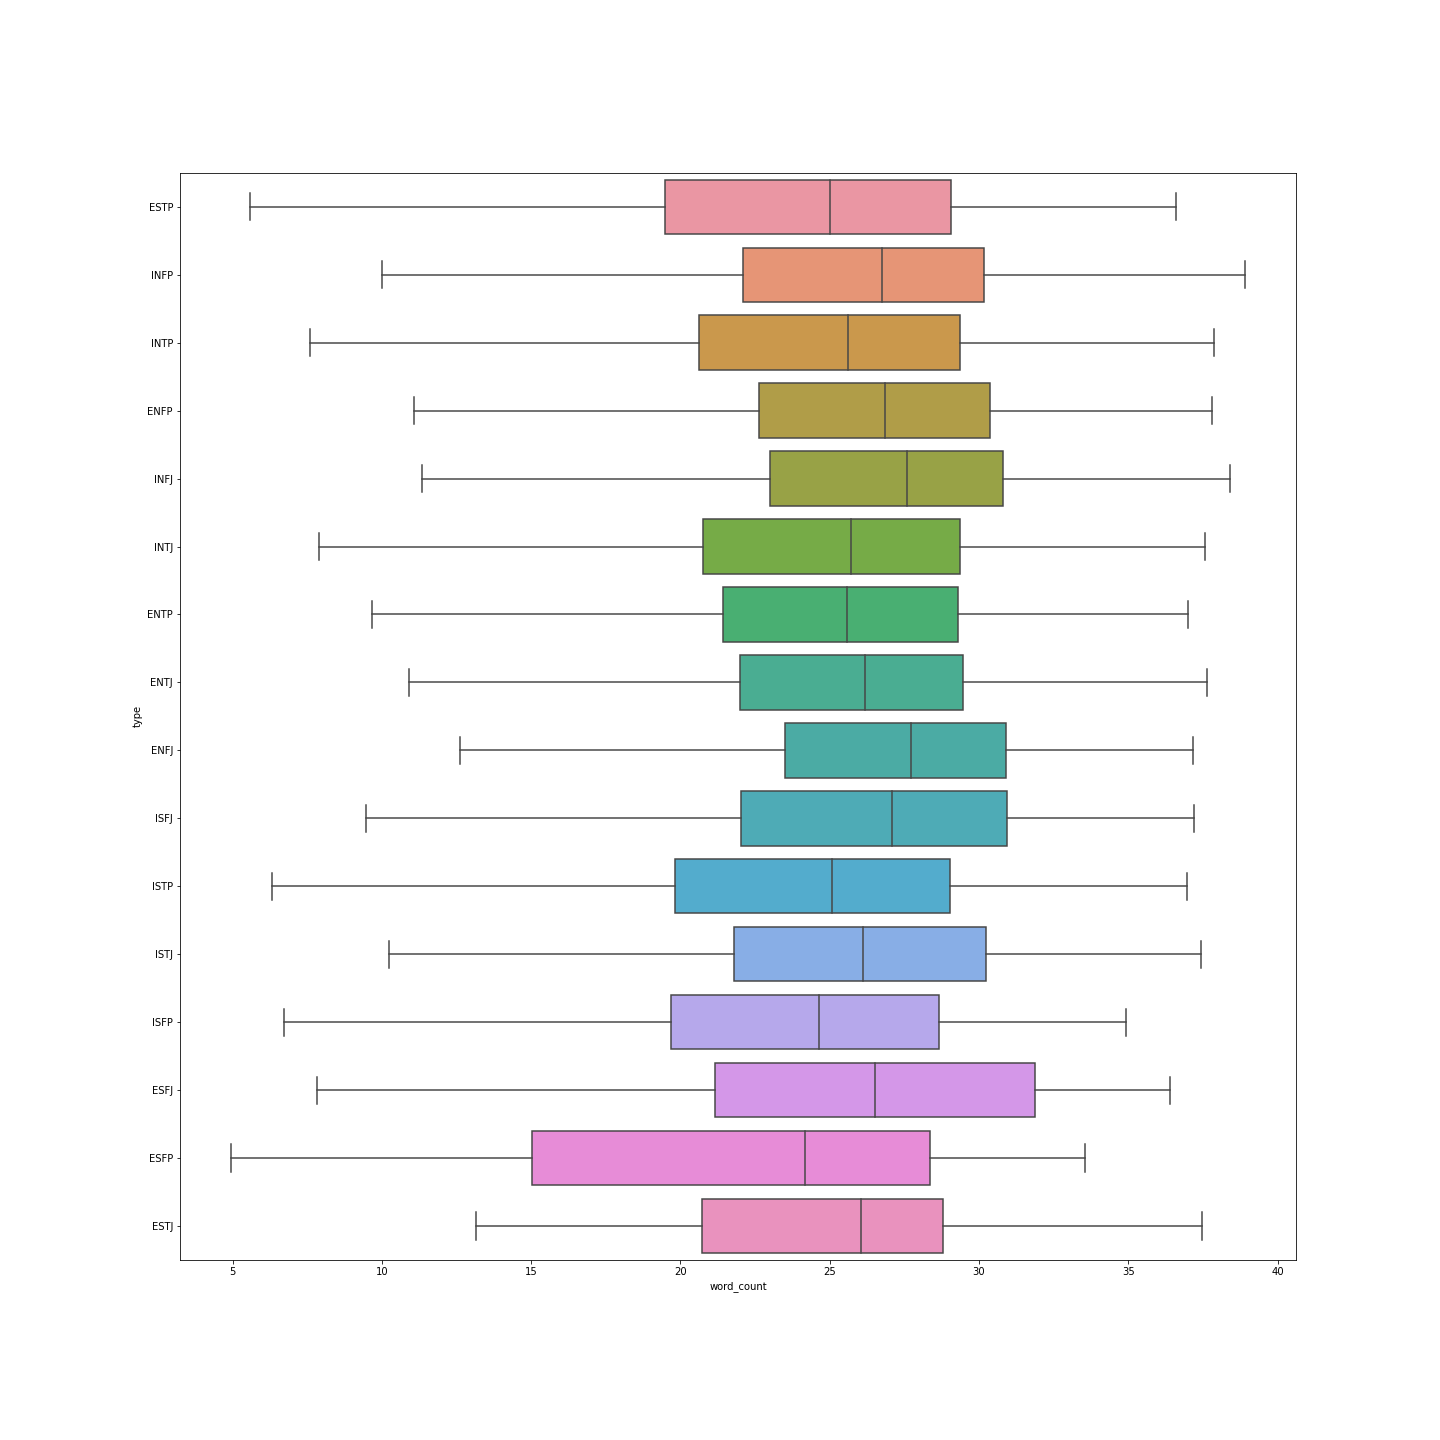 ESTP
INFP
INTP
ENFP
INFJ
INTJ
ENTP
ENTJ
type
ENFJ
ISFJ
ISTP
ISTJ
ISFP
ESFJ
ESFP
ESTJ
5 10 15 20 25 30 35 40
word_count